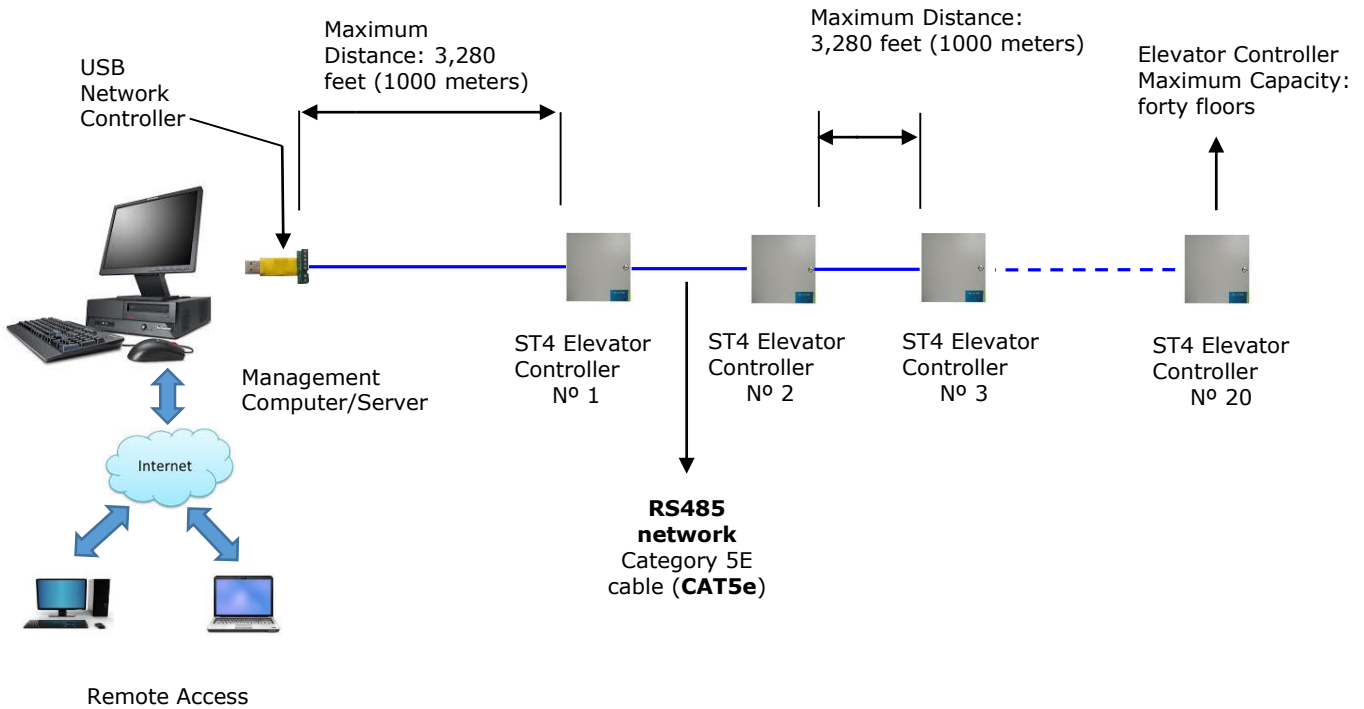 Maximum
Distance: 3,280
feet (1000 meters)
Maximum Distance:
3,280 feet (1000 meters)
Elevator Controller
Maximum Capacity:
forty floors
USB
Network
Controller
ST4 Elevator
Controller
Nº 1
ST4 Elevator
Controller
Nº 2
ST4 Elevator
Controller
Nº 3
ST4 Elevator
Controller
Nº 20
Management
Computer/Server
Internet
RS485
network
Category 5E
cable (CAT5e)
Remote Access